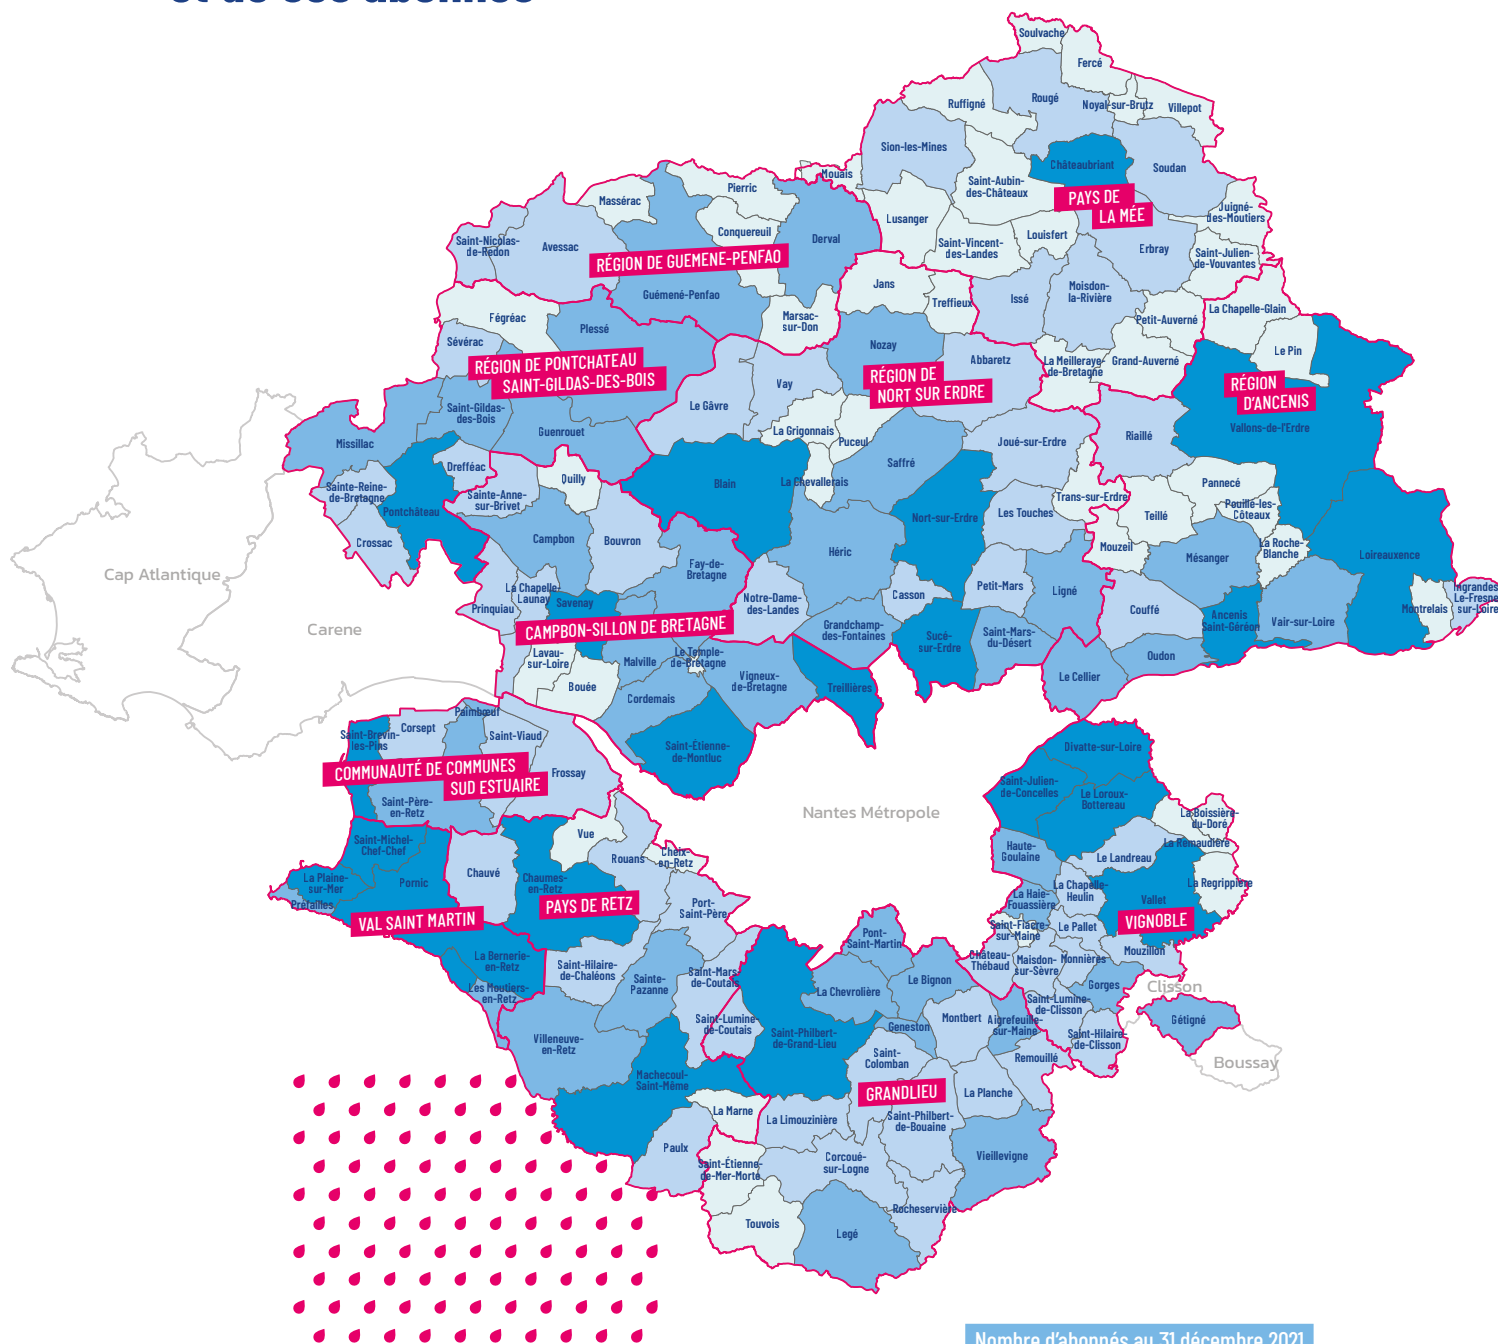 et de ses abonnés
Soulvache
Fercé
Rougé
Ruffigné
Noyal-sur-Brutz
Villepot
Sion-les-Mines
Châteaubriant
Soudan
Mouais
Saint-Aubin-
des-Châteaux
Pierric
Massérac
PAYS DE
LA MÉE
Juigné-
des-Moutiers
Lusanger
Conquereuil
Derval
Louisfert
Saint-Nicolas-
de-Redon
Avessac
Saint-Vincent-
des-Landes
Erbray
Saint-Julien-
de-Vouvantes
RÉGION DE GUEMENE-PENFAO
Guémené-Penfao
Jans
Treffieux
Issé
Moisdon-
la-Rivière
La Chapelle-Glain
Fégréac
Marsac-
sur-Don
Petit-Auverné
Plessé
Sévérac
Nozay
Abbaretz
La Meilleraye-
de-Bretagne
Grand-Auverné
Le Pin
RÉGION DE PONTCHATEAU
SAINT-GILDAS-DES-BOIS
RÉGION DE
NORT SUR ERDRE
RÉGION
D'ANCENIS
Vay
Le Gâvre
Saint-Gildas-
des-Bois
Guenrouet
La Grigonnais
Puceul
Joué-sur-Erdre
Riaillé
Vallons-de-l'Erdre
Missillac
Saffré
Drefféac
Quilly
Blain
La Chevallerais
Pannecé
Sainte-Reine-
de-Bretagne
Sainte-Anne-
sur-Brivet
Trans-sur-Erdre
Pouillé-les-
Côteaux
Pontchâteau
Nort-sur-Erdre
Les Touches
Teillé
Crossac
Campbon
Bouvron
Héric
Mouzeil
Mésanger
La Roche-
Blanche
Loireauxence
Cap Atlantique
Fay-de-
Bretagne
La Chapelle-
Launay
Savenay
Notre-Dame-
des-Landes
Casson
Petit-Mars
Ligné
Couffé
Ancenis
Saint-Géréon
Vair-sur-Loire
Montrelais
Ingrandes-
Le-Fresne-
sur-Loire
Prinquiau
Carene
CAMPBON-SILLON DE BRETAGNE
Grandchamp-
des-Fontaines
Sucé-
sur-Erdre
Saint-Mars-
du-Désert
Lavau-
sur-Loire
Malville
Le Temple-
de-Bretagne
Oudon
Bouée
Cordemais
Vigneux-
de-Bretagne
Treillières
Le Cellier
Paimbœuf
Corsept
Saint-Brevin-
les-Pins
Saint-Viaud
Saint-Étienne-
de-Montluc
Divatte-sur-Loire
COMMUNAUTÉ DE COMMUNES
SUD ESTUAIRE
Frossay
Saint-Julien-
de-Concelles
Le Loroux-
Bottereau
Saint-Père-
en-Retz
Nantes Métropole
La Boissière-
du-Doré
Saint-Michel-
Chef-Chef
Vue
Haute-
Goulaine
La Remaudière
Le Landreau
Rouans
Cheix-
en-Retz
Chauvé
La Plaine-
sur-Mer
Pornic
Chaumes-
en-Retz
La Chapelle-
Heulin
La Regrippière
Préfailles
VAL SAINT MARTIN
PAYS DE RETZ
Port-
Saint-Père
La Haie-
Fouassière
Vallet
VIGNOBLE
Saint-Fiacre-
sur-Maine
Le Pallet
Pont-
Saint-Martin
La Bernerie-
en-Retz
Saint-Hilaire-
de-Chaléons
Château-
Thébaud
Maisdon-
sur-Sèvre
Monnières
Mouzillon
Les Moutiers-
en-Retz
Sainte-
Pazanne
Saint-Mars-
de-Coutais
La Chevrolière
Le Bignon
Gorges
Clisson
Saint-Lumine-
de-Clisson
Saint-Lumine-
de-Coutais
Montbert
Aigrefeuille-
sur-Maine
Gétigné
Villeneuve-
en-Retz
Saint-Philbert-
de-Grand-Lieu
Geneston
Saint-Hilaire-
de-Clisson
Saint-
Colomban
Remouillé
Boussay
Machecoul-
Saint-Même
GRANDLIEU
La Planche
La Marne
La Limouzinière
Saint-Philbert-
de-Bouaine
Paulx
Corcoué-
sur-Logne
Vieillevigne
Saint-Étienne-
de-Mer-Morte
Rocheservière
Touvois
Legé
Nombre d'abonnés au 31 décembre 2021